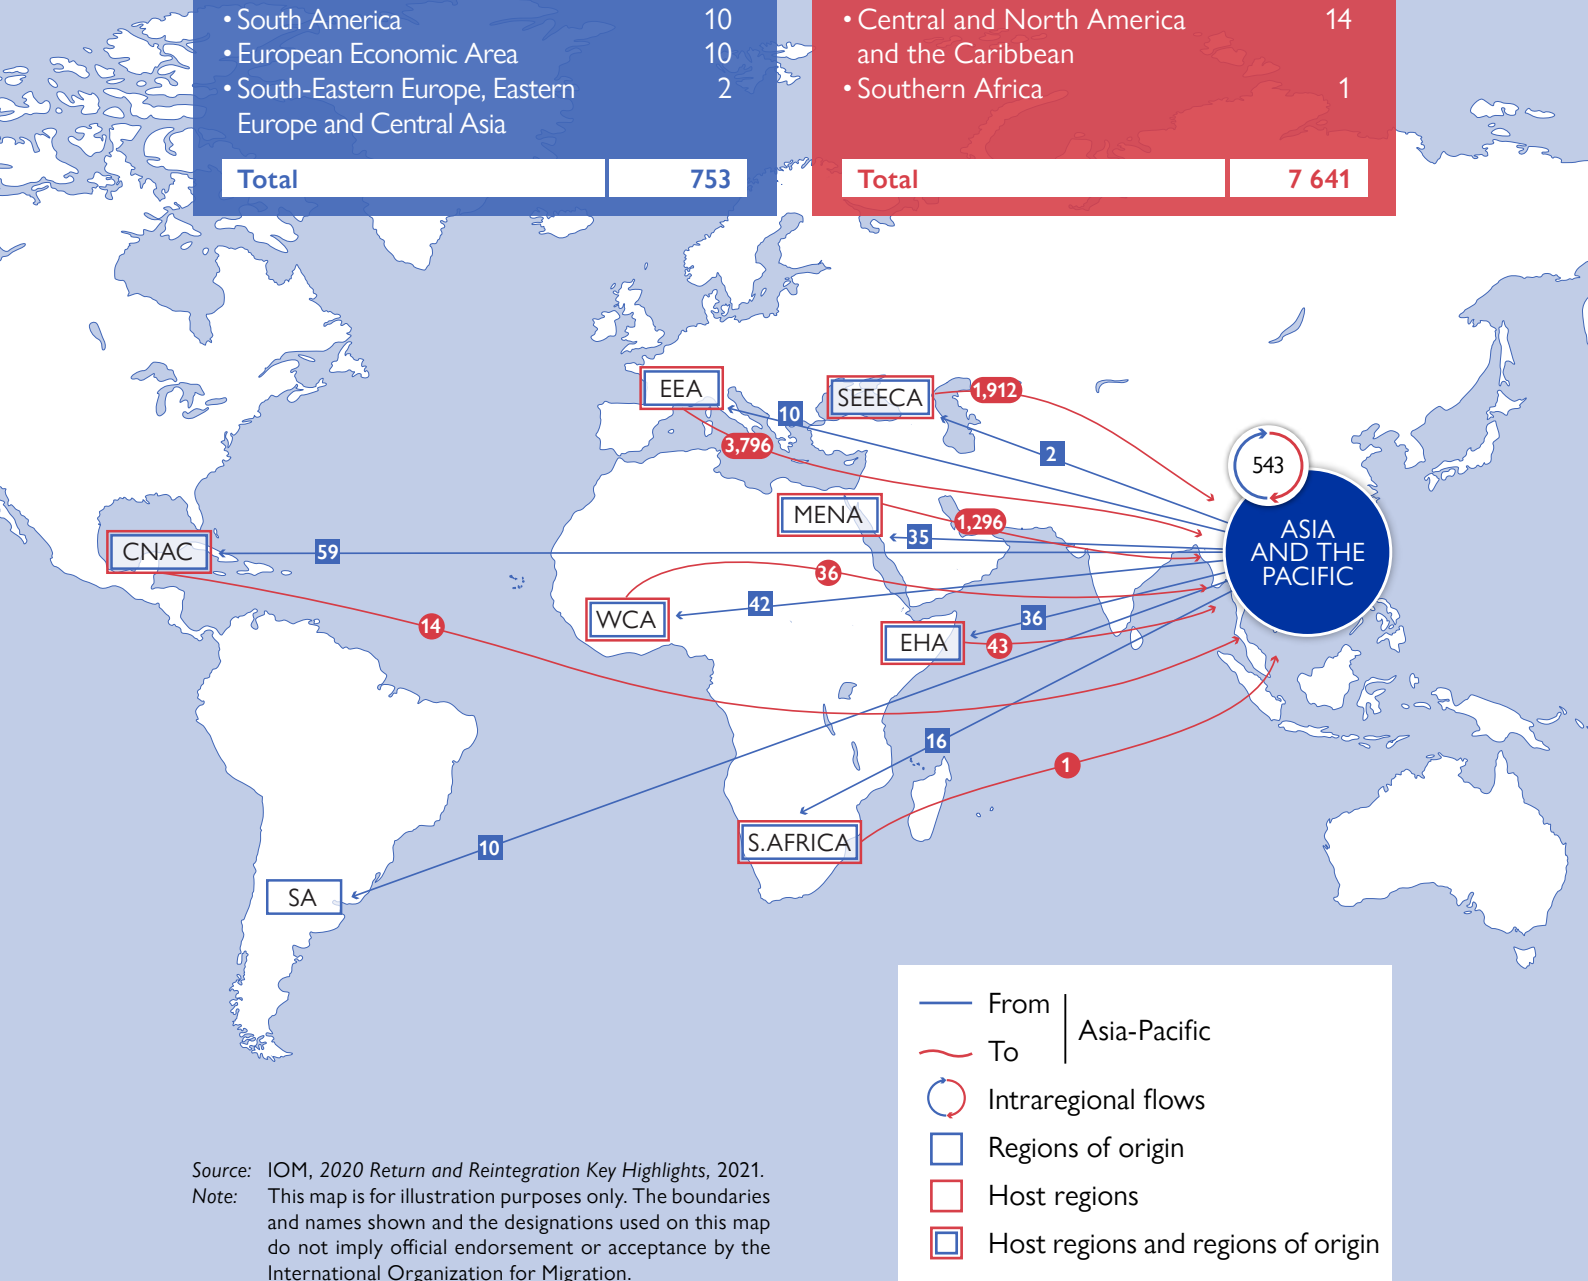 • South America 10
• European Economic Area 10
• South-Eastern Europe, Eastern 2
Europe and Central Asia
Total 753
• Central and North America 14
and the Caribbean
• Southern Africa 1
Total 7 641
EEA
SEEECA
1,912
10
3,796
2
543
MENA
1,296
35
ASIA
AND THE
PACIFIC
CNAC
59
36
42
WCA
14
36
EHA
43
16
1
S.AFRICA
10
SA
From
To
Asia-Pacific
Intraregional flows
Regions of origin
Host regions
Host regions and regions of origin
Source: IOM, 2020 Return and Reintegration Key Highlights, 2021.
Note: This map is for illustration purposes only. The boundaries
and names shown and the designations used on this map
do not imply official endorsement or acceptance by the
International Organization for Migration.